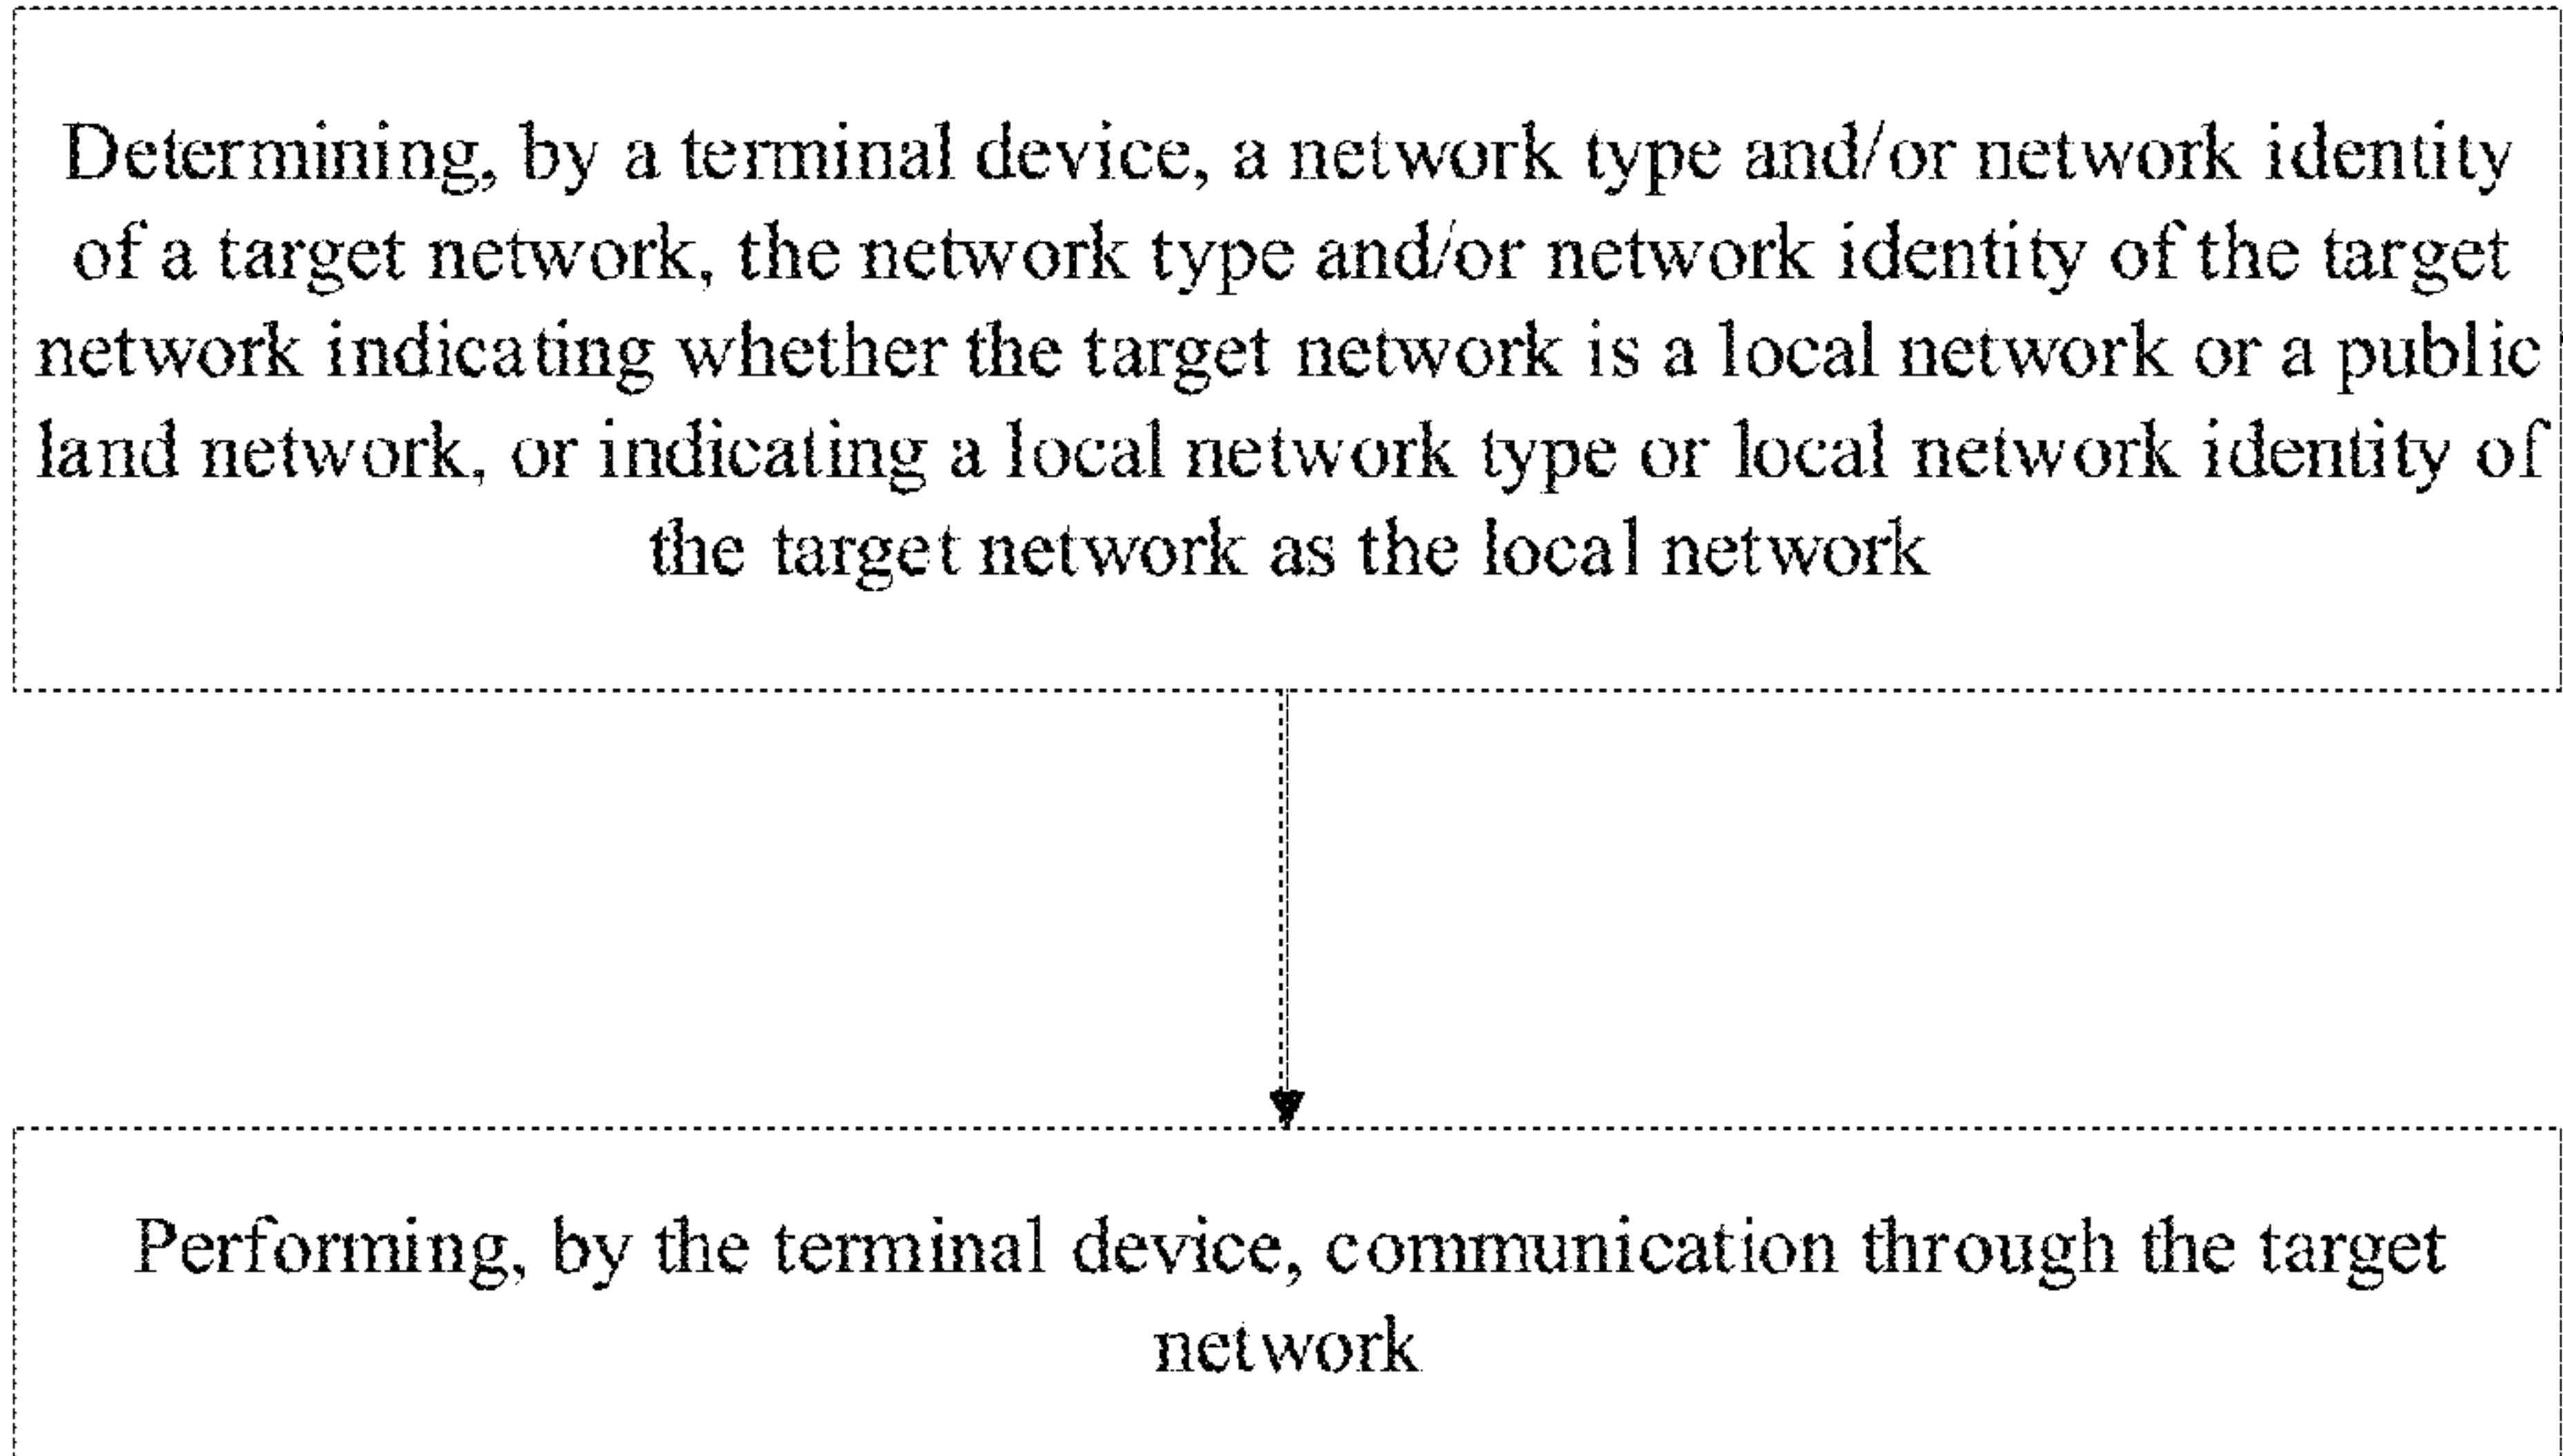 Determining, by a terminal device, a network type and/or network identity
of a target network, the network type and/or network identity of the target
network indicating whether the target network is a local network or a public
land network, or indicating a local network type or local network identity of
the target network as the local network
Performing, by the terminal device, communication through the target
network